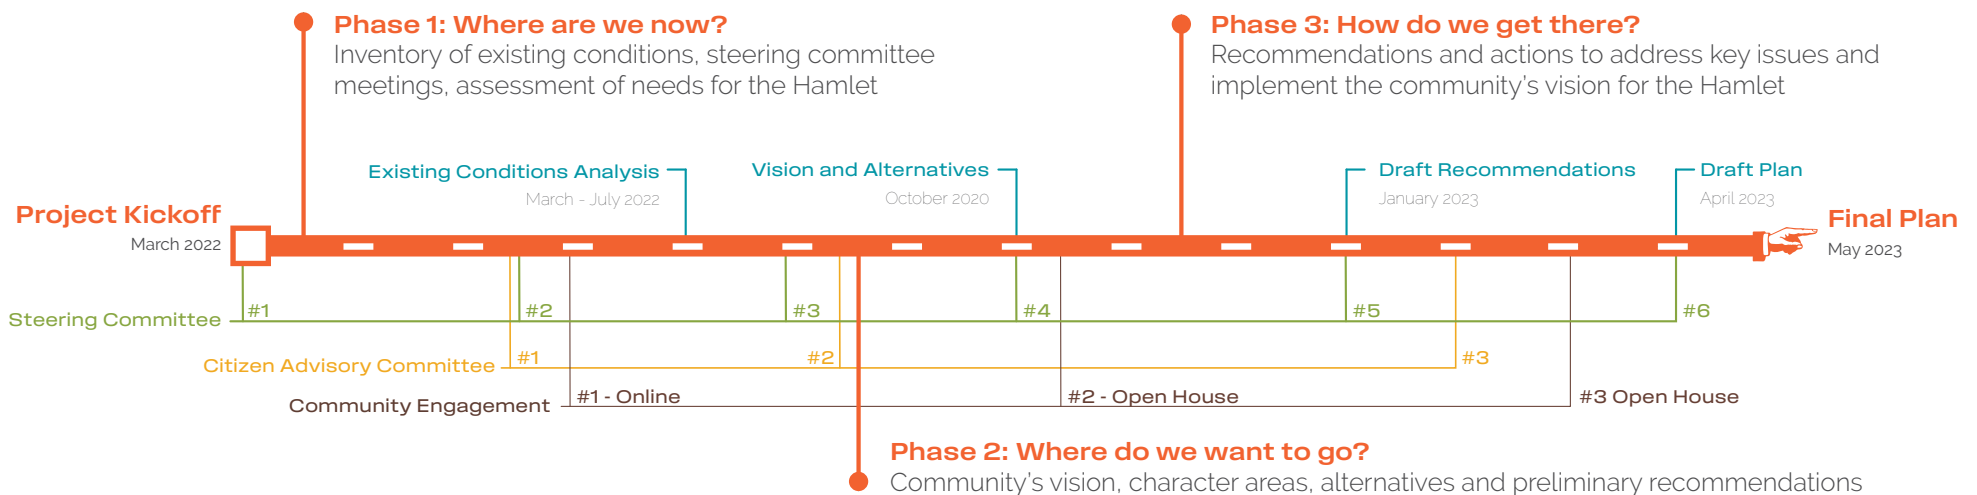 Phase 1: Where are we now?
Inventory of existing conditions, steering committee
meetings, assessment of needs for the Hamlet
Phase 3: How do we get there?
Recommendations and actions to address key issues and
implement the community's vision for the Hamlet
Existing Conditions Analysis
March - July 2022
Vision and Alternatives
October 2020
Draft Recommendations
January 2023
Draft Plan
April 2023
Project Kickoff
March 2022
Final Plan
May 2023
Steering Committee
#1
#2
#3
#4
#5
#6
Citizen Advisory Committee
#1
#2
#3
Community Engagement
#1 - Online
#2 - Open House
#3 Open House
Phase 2: Where do we want to go?
Community's vision, character areas, alternatives and preliminary recommendations